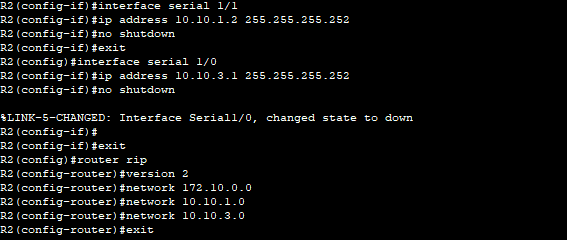 R2(config-if)#interface serial 1/1
R2(config-if)#ip address 10.10.1.2 255.255.255.252
R2(config-if)#no shutdown
R2(config-if)#exit
R2(config)#interface serial 1/0
R2(config-if)#ip address 10.10.3.1 255.255.255.252
R2(config-if)#no shutdown
%LINK-5-CHANGED: Interface Serial1/0, changed state to down
R2(config-if)#
R2(config-if)#exit
R2(config)#router rip
R2(config-router)#version 2
R2(config-router)#network 172.10.0.0
R2(config-router)#network 10.10.1.0
R2(config-router)#network 10.10.3.0
R2(config-router)#exit